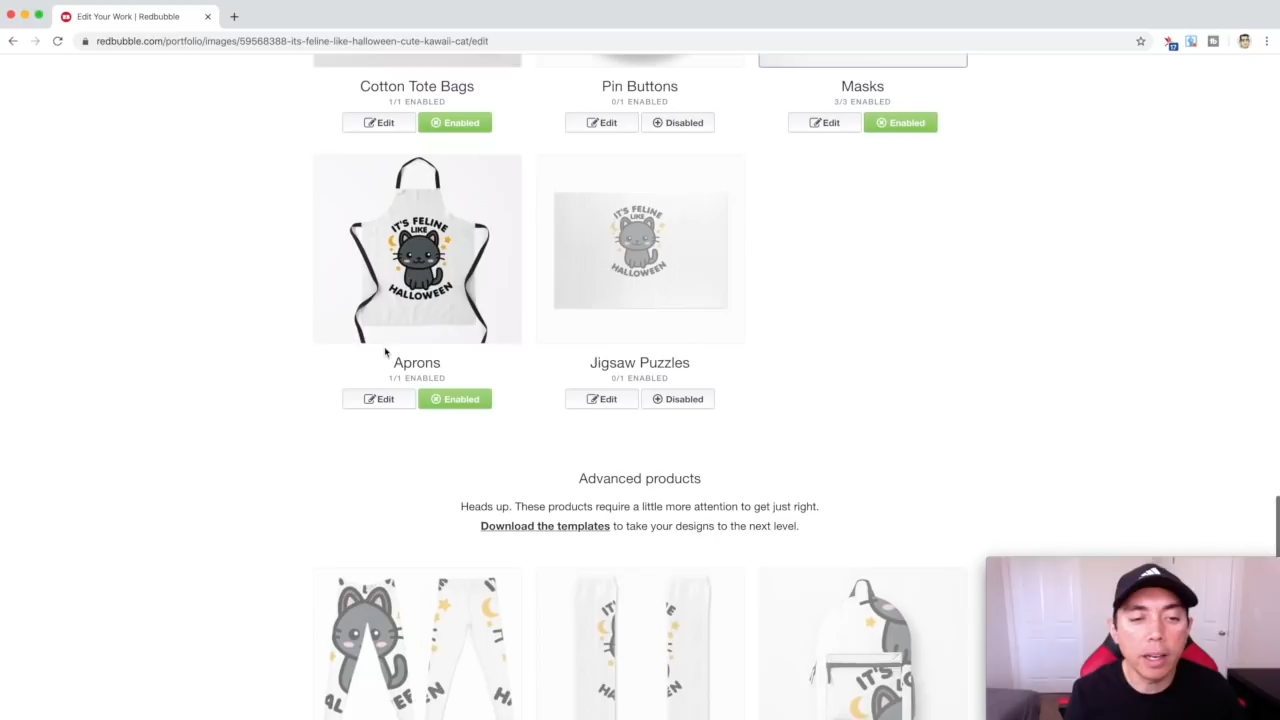 Edit Your Work | Redbubble
redbubble.com/portfolio/images/59568388-its-feline-like-halloween-cute-kawaii-cat/edit
17
Cotton Tote Bags
Pin Buttons
Masks
1/1 ENABLED
0/1 ENABLED
3/3 ENABLED
Edit
Enabled
Edit
Disabled
Edit
Enabled
IT'S FELINE
LIKE
HALLOWEEN
IT'S FELINE
LIKE
HALLOWEEN
Aprons
Jigsaw Puzzles
1/1 ENABLED
0/1 ENABLED
Edit
Enabled
Edit
Disabled
Advanced products
Heads up. These products require a little more attention to get just right.
Download the templates to take your designs to the next level.